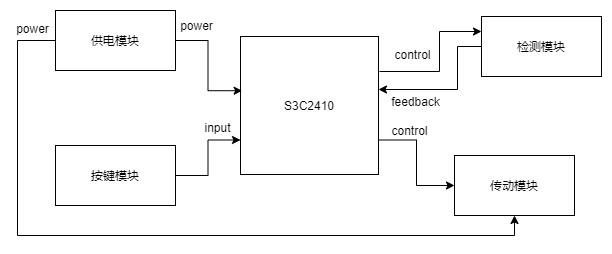 power
供电模块
power
control
检测模块
S3C2410
feedback
input
control
按键模块
传动模块